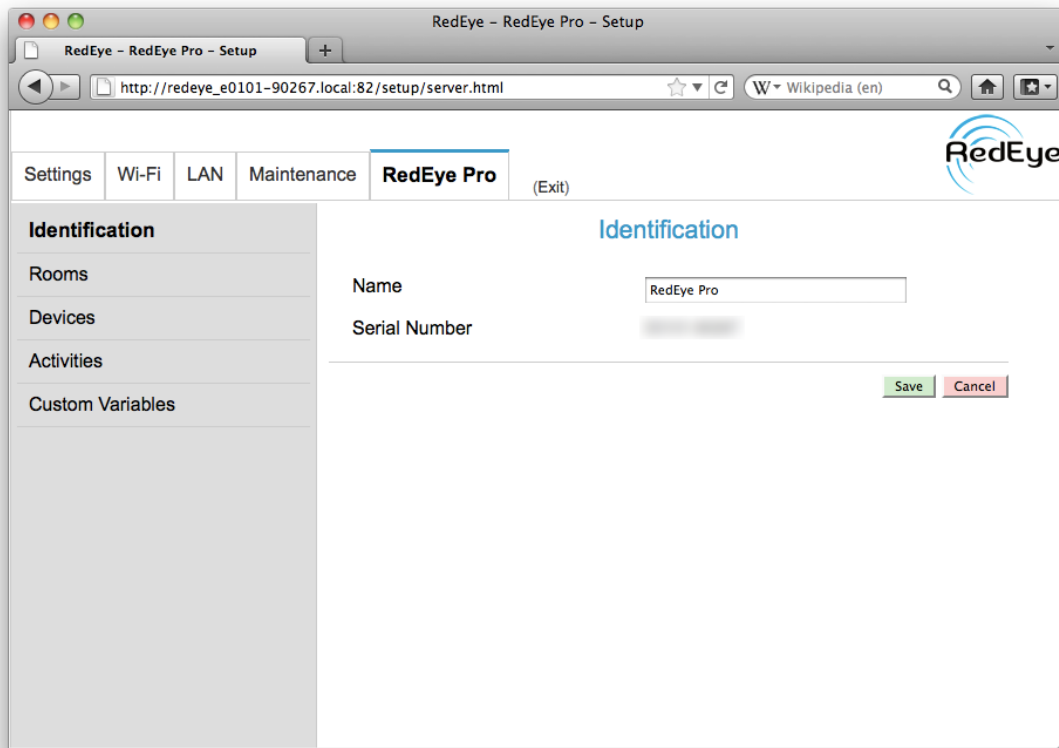 RedEye – RedEye Pro – Setup
RedEye – RedEye Pro – Setup +
http://redeye_e0101-90267.local:82/setup/server.html W Wikipedia (en)
RedEye
Settings Wi-Fi LAN Maintenance RedEye Pro (Exit)
Identification
Rooms
Devices
Activities
Custom Variables
Identification
Name RedEye Pro
Serial Number
Save Cancel